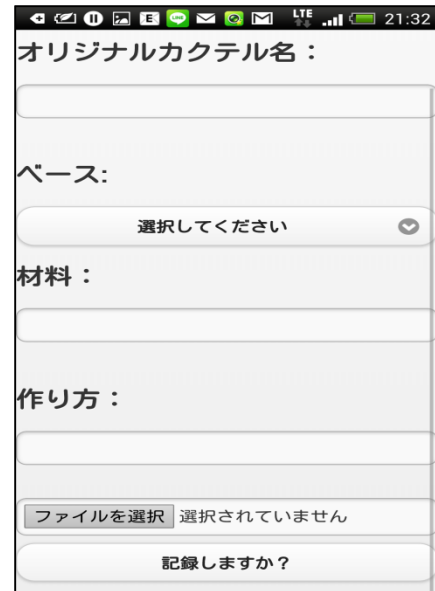 LTE 21:32
オリジナルカクテル名：
ベース:
選択してください
材料：
作り方：
ファイルを選択 選択されていません
記録しますか？